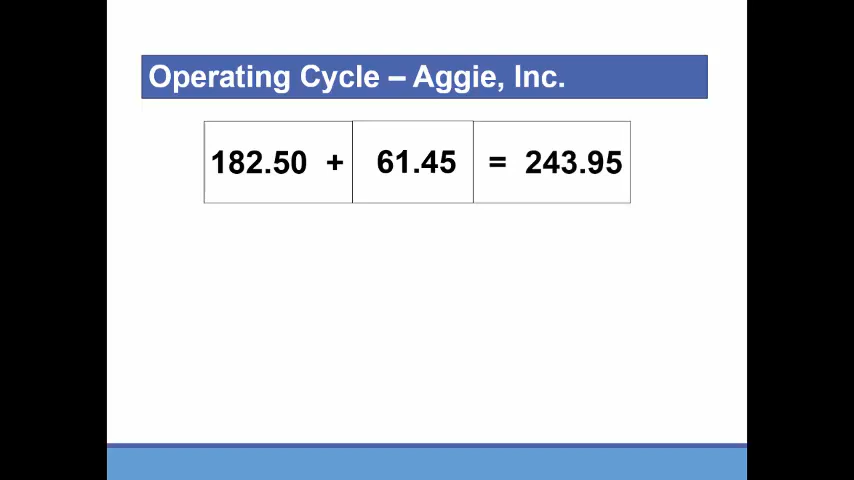 Operating Cycle – Aggie, Inc.
182.50 + 61.45 = 243.95